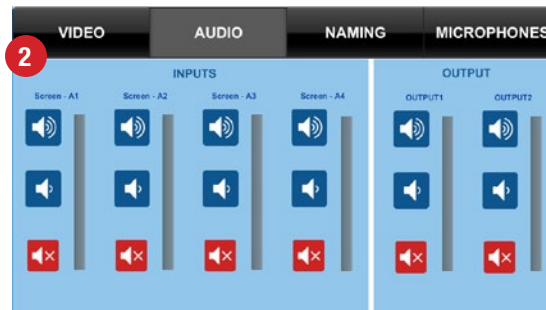 VIDEO AUDIO NAMING MICROPHONES
2
INPUTS OUTPUT
Screen - A1 Screen - A2 Screen - A3 Screen - A4 OUTPUT1 OUTPUT2